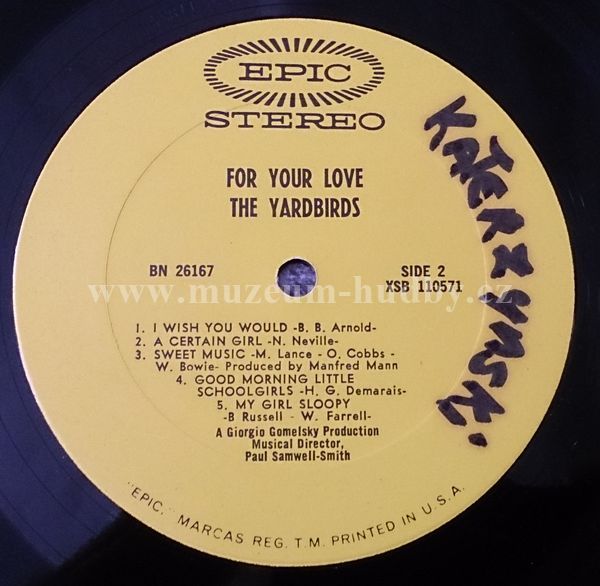 EPIC
STEREO
FOR YOUR LOVE
THE YARDBIRDS
BN 26167
SIDE 2
XSB 110571
www.muzeum-hudby.cz
1. I WISH YOU WOULD -B. B. Arnold-
2. A CERTAIN GIRL -N. Neville-
3. SWEET MUSIC -M. Lance - O. Cobbs -
W. Bowie- Produced by Manfred Mann
4. GOOD MORNING LITTLE
SCHOOLGIRLS -H. G. Demarais-
5. MY GIRL SLOOPY
-B Russell - W. Farrell-
A Giorgio Gomelsky Production
Musical Director,
Paul Samwell-Smith
"EPIC," MARCAS REG. T.M. PRINTED IN U.S.A.